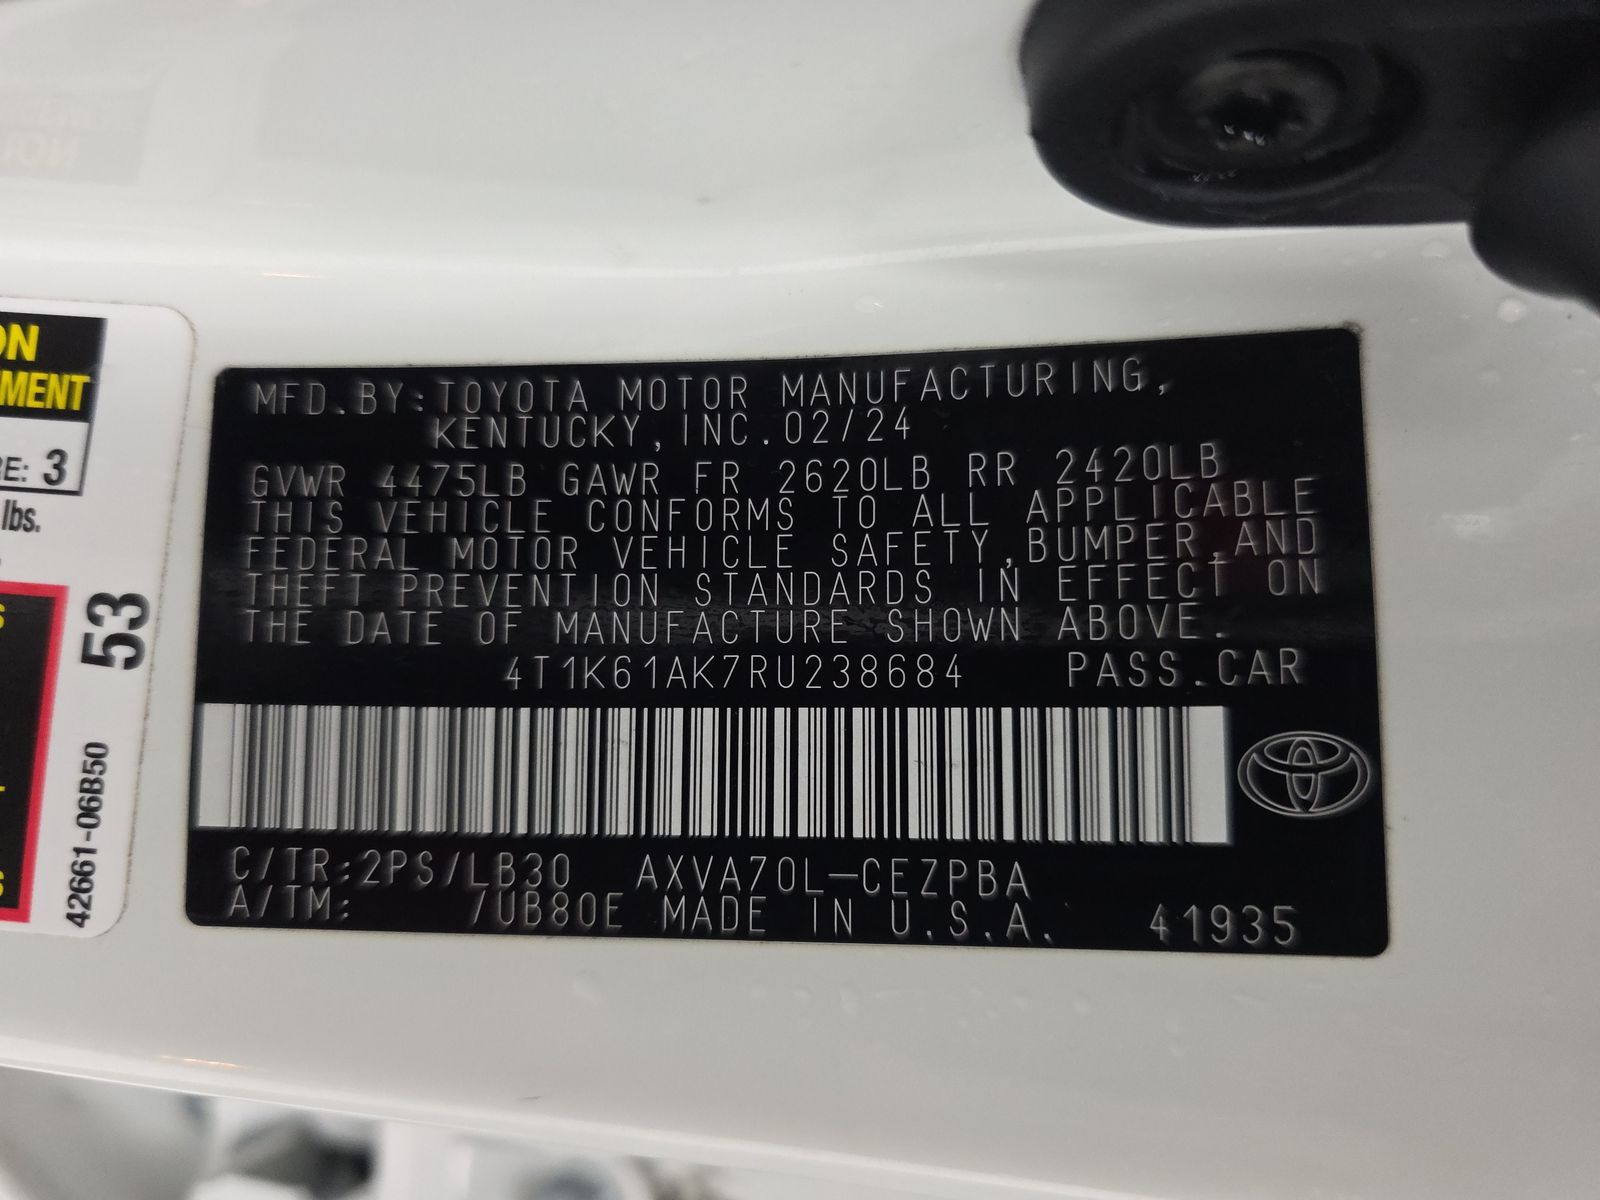 ON
MENT
RE: 3
lbs.
53
42661-06B50
MFD.BY:TOYOTA MOTOR MANUFACTURING,
KENTUCKY,INC.02/24
GVWR 4475LB GAWR FR 2620LB RR 2420LB
THIS VEHICLE CONFORMS TO ALL APPLICABLE
FEDERAL MOTOR VEHICLE SAFETY,BUMPER,AND
THEFT PREVENTION STANDARDS IN EFFECT ON
THE DATE OF MANUFACTURE SHOWN ABOVE.
4T1K61AK7RU238684 PASS.CAR
C/TR:2PS/LB30 AXVA70L-CEZPBA
A/TM: /UB80E MADE IN U.S.A. 41935